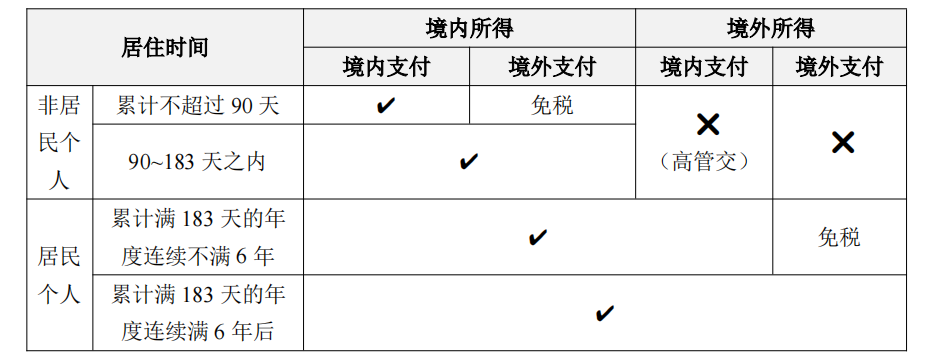 居住时间 境内所得 境外所得
境内支付 境外支付 境内支付 境外支付
非居民个人
累计不超过 90 天 ✔ 免税
90~183 天之内 ✔
✘
（高管交）
✘
居民个人
累计满 183 天的年
度连续不满 6 年
✔ 免税
累计满 183 天的年
度连续满 6 年后
✔